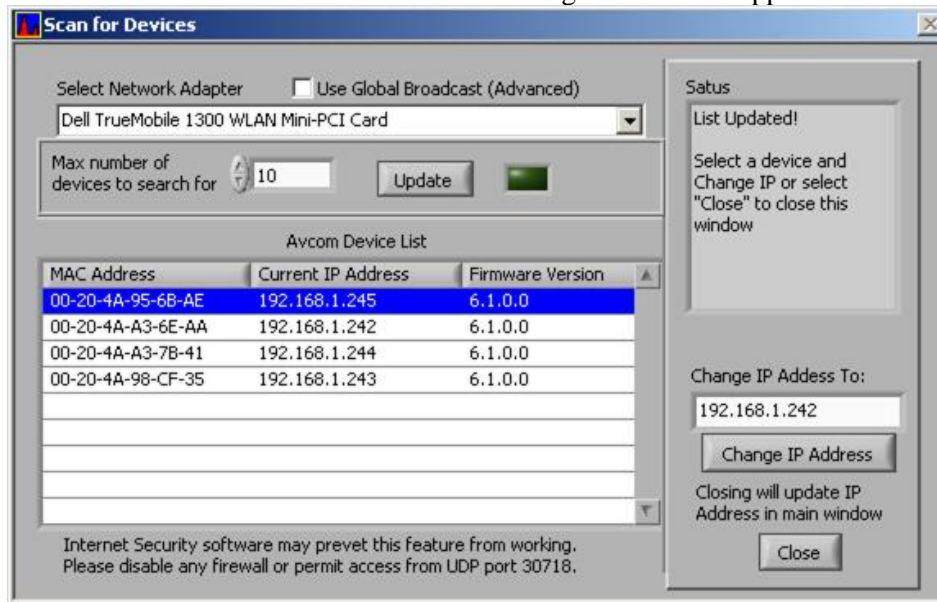 Scan for Devices
Select Network Adapter
Use Global Broadcast (Advanced)
Dell TrueMobile 1300 WLAN Mini-PCI Card
Max number of
devices to search for
10
Update
Avcom Device List
MAC Address Current IP Address Firmware Version
00-20-4A-95-6B-AE 192.168.1.245 6.1.0.0
00-20-4A-A3-6E-AA 192.168.1.242 6.1.0.0
00-20-4A-A3-7B-41 192.168.1.244 6.1.0.0
00-20-4A-98-CF-35 192.168.1.243 6.1.0.0
Internet Security software may prevet this feature from working.
Please disable any firewall or permit access from UDP port 30718.
Satus
List Updated!
Select a device and
Change IP or select
"Close" to close this
window
Change IP Addess To:
192.168.1.242
Change IP Address
Closing will update IP
Address in main window
Close